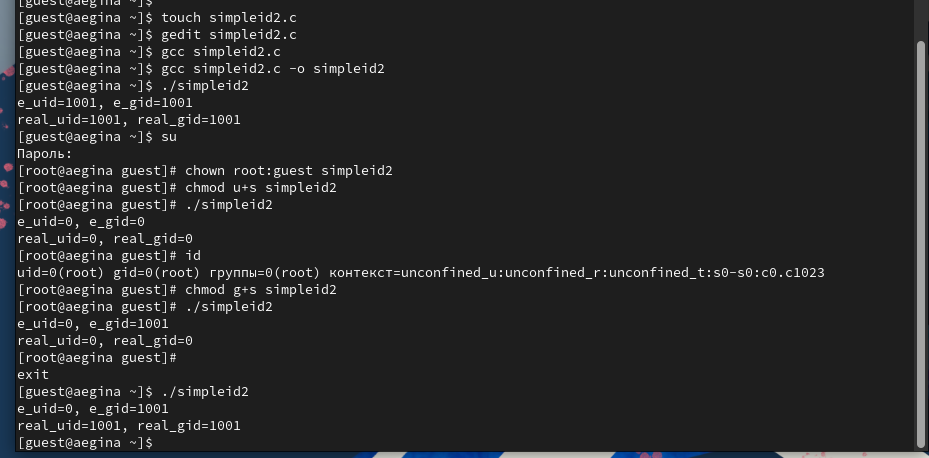 [guest@aegina ~]$
[guest@aegina ~]$ touch simpleid2.c
[guest@aegina ~]$ gedit simpleid2.c
[guest@aegina ~]$ gcc simpleid2.c
[guest@aegina ~]$ gcc simpleid2.c -o simpleid2
[guest@aegina ~]$ ./simpleid2
e_uid=1001, e_gid=1001
real_uid=1001, real_gid=1001
[guest@aegina ~]$ su
Пароль:
[root@aegina guest]# chown root:guest simpleid2
[root@aegina guest]# chmod u+s simpleid2
[root@aegina guest]# ./simpleid2
e_uid=0, e_gid=0
real_uid=0, real_gid=0
[root@aegina guest]# id
uid=0(root) gid=0(root) группы=0(root) контекст=unconfined_u:unconfined_r:unconfined_t:s0-s0:c0.c1023
[root@aegina guest]# chmod g+s simpleid2
[root@aegina guest]# ./simpleid2
e_uid=0, e_gid=1001
real_uid=0, real_gid=0
[root@aegina guest]#
exit
[guest@aegina ~]$ ./simpleid2
e_uid=0, e_gid=1001
real_uid=1001, real_gid=1001
[guest@aegina ~]$